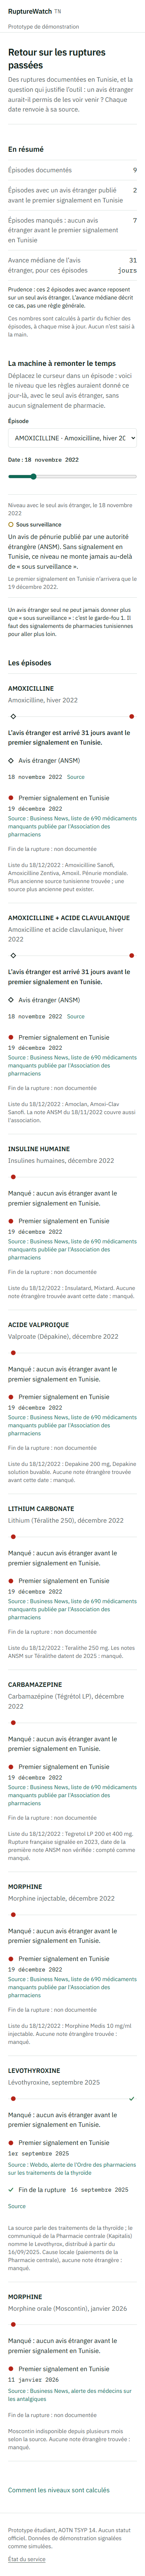 RuptureWatch TN
Prototype de démonstration
Retour sur les ruptures
passées
Des ruptures documentées en Tunisie, et la
question qui justifie l'outil : un avis étranger
aurait-il permis de les voir venir ? Chaque
date renvoie à sa source.
En résumé
Épisodes documentés 9
Épisodes avec un avis étranger publié 2
avant le premier signalement en Tunisie
Épisodes manqués : aucun avis 7
étranger avant le premier signalement
en Tunisie
Avance médiane de l'avis 31
étranger, pour ces épisodes jours
Prudence : ces 2 épisodes avec avance reposent
sur un seul avis étranger. L'avance médiane décrit
ce cas, pas une règle générale.
Ces nombres sont calculés à partir du fichier des
épisodes, à chaque mise à jour. Aucun n'est saisi à
la main.
La machine à remonter le temps
Déplacez le curseur dans un épisode : voici
le niveau que les règles auraient donné ce
jour-là, avec le seul avis étranger, sans
aucun signalement de pharmacie.
Épisode
AMOXICILLINE · Amoxicilline, hiver 20
Date : 18 novembre 2022
Niveau avec le seul avis étranger, le 18 novembre
2022
Sous surveillance
Un avis de pénurie publié par une autorité
étrangère (ANSM). Sans signalement en
Tunisie, ce niveau ne monte jamais au-delà
de « sous surveillance ».
Le premier signalement en Tunisie n'arrivera que le
19 décembre 2022.
Un avis étranger seul ne peut jamais donner plus
que « sous surveillance » : c'est le garde-fou 1. Il
faut des signalements de pharmacies tunisiennes
pour aller plus loin.
Les épisodes
AMOXICILLINE
Amoxicilline, hiver 2022
L'avis étranger est arrivé 31 jours avant le
premier signalement en Tunisie.
Avis étranger (ANSM)
18 novembre 2022 Source
Premier signalement en Tunisie
19 décembre 2022
Source : Business News, liste de 690 médicaments
manquants publiée par l'Association des
pharmaciens
Fin de la rupture : non documentée
Liste du 18/12/2022 : Amoxicilline Sanofi,
Amoxicilline Zentiva, Amoxil. Pénurie mondiale.
Plus ancienne source tunisienne trouvée ; une
source plus ancienne peut exister.
AMOXICILLINE + ACIDE CLAVULANIQUE
Amoxicilline et acide clavulanique, hiver
2022
L'avis étranger est arrivé 31 jours avant le
premier signalement en Tunisie.
Avis étranger (ANSM)
18 novembre 2022 Source
Premier signalement en Tunisie
19 décembre 2022
Source : Business News, liste de 690 médicaments
manquants publiée par l'Association des
pharmaciens
Fin de la rupture : non documentée
Liste du 18/12/2022 : Amoclan, Amoxi-Clav
Sanofi. La note ANSM du 18/11/2022 couvre aussi
l'association.
INSULINE HUMAINE
Insulines humaines, décembre 2022
Manqué : aucun avis étranger avant le
premier signalement en Tunisie.
Premier signalement en Tunisie
19 décembre 2022
Source : Business News, liste de 690 médicaments
manquants publiée par l'Association des
pharmaciens
Fin de la rupture : non documentée
Liste du 18/12/2022 : Insulatard, Mixtard. Aucune
note étrangère trouvée avant cette date : manqué.
ACIDE VALPROIQUE
Valproate (Dépakine), décembre 2022
Manqué : aucun avis étranger avant le
premier signalement en Tunisie.
Premier signalement en Tunisie
19 décembre 2022
Source : Business News, liste de 690 médicaments
manquants publiée par l'Association des
pharmaciens
Fin de la rupture : non documentée
Liste du 18/12/2022 : Depakine 200 mg, Depakine
solution buvable. Aucune note étrangère trouvée
avant cette date : manqué.
LITHIUM CARBONATE
Lithium (Téralithe 250), décembre 2022
Manqué : aucun avis étranger avant le
premier signalement en Tunisie.
Premier signalement en Tunisie
19 décembre 2022
Source : Business News, liste de 690 médicaments
manquants publiée par l'Association des
pharmaciens
Fin de la rupture : non documentée
Liste du 18/12/2022 : Teralithe 250 mg. Les notes
ANSM sur Téralithe datent de 2025 : manqué.
CARBAMAZEPINE
Carbamazépine (Tégrétol LP), décembre
2022
Manqué : aucun avis étranger avant le
premier signalement en Tunisie.
Premier signalement en Tunisie
19 décembre 2022
Source : Business News, liste de 690 médicaments
manquants publiée par l'Association des
pharmaciens
Fin de la rupture : non documentée
Liste du 18/12/2022 : Tegretol LP 200 et 400 mg.
Rupture française signalée en 2023, date de la
première note ANSM non vérifiée : compté comme
manqué.
MORPHINE
Morphine injectable, décembre 2022
Manqué : aucun avis étranger avant le
premier signalement en Tunisie.
Premier signalement en Tunisie
19 décembre 2022
Source : Business News, liste de 690 médicaments
manquants publiée par l'Association des
pharmaciens
Fin de la rupture : non documentée
Liste du 18/12/2022 : Morphine Medis 10 mg/ml
injectable. Aucune note étrangère trouvée :
manqué.
LEVOTHYROXINE
Lévothyroxine, septembre 2025
Manqué : aucun avis étranger avant le
premier signalement en Tunisie.
Premier signalement en Tunisie
1er septembre 2025
Source : Webdo, alerte de l'Ordre des pharmaciens
sur les traitements de la thyroïde
Fin de la rupture 16 septembre 2025
Source
La source parle des traitements de la thyroïde ; le
communiqué de la Pharmacie centrale (Kapitalis)
nomme le Levothyrox, distribué à partir du
16/09/2025. Cause locale (paiements de la
Pharmacie centrale), aucune note étrangère :
manqué.
MORPHINE
Morphine orale (Moscontin), janvier 2026
Manqué : aucun avis étranger avant le
premier signalement en Tunisie.
Premier signalement en Tunisie
11 janvier 2026
Source : Business News, alerte des médecins sur
les antalgiques
Fin de la rupture : non documentée
Moscontin indisponible depuis plusieurs mois
selon la source. Aucune note étrangère trouvée :
manqué.
Comment les niveaux sont calculés
Prototype étudiant, AOTN TSYP 14. Aucun statut
officiel. Données de démonstration signalées
comme simulées.
État du service